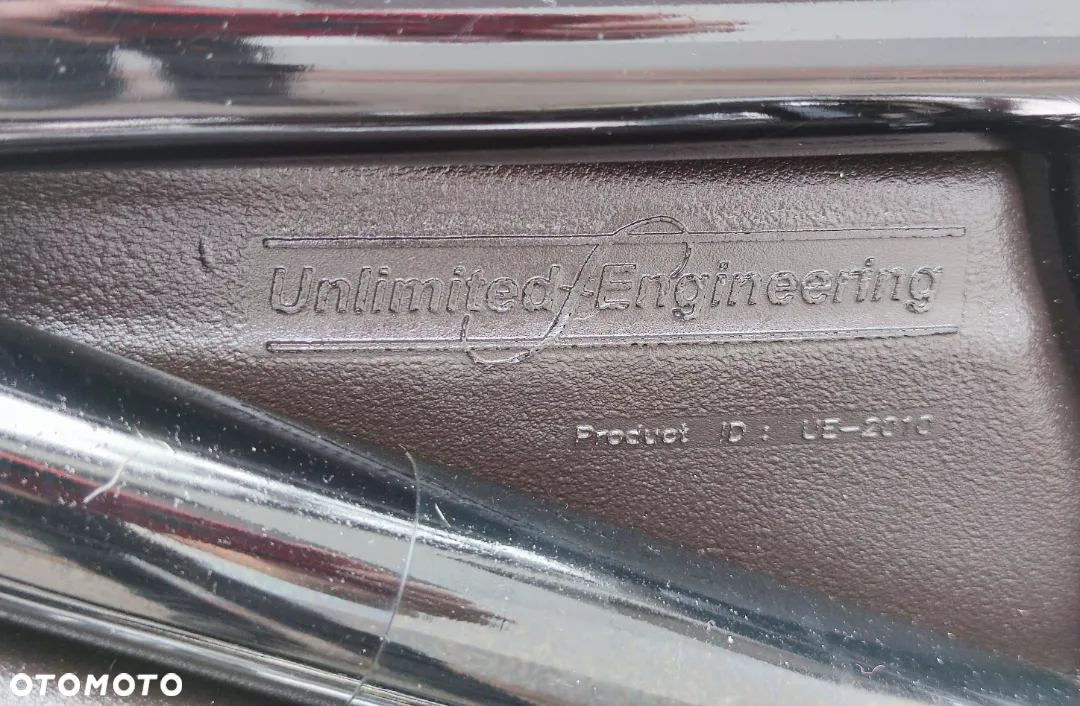 Unlimited Engineering
Product ID: UE-2010
OTOMOTO